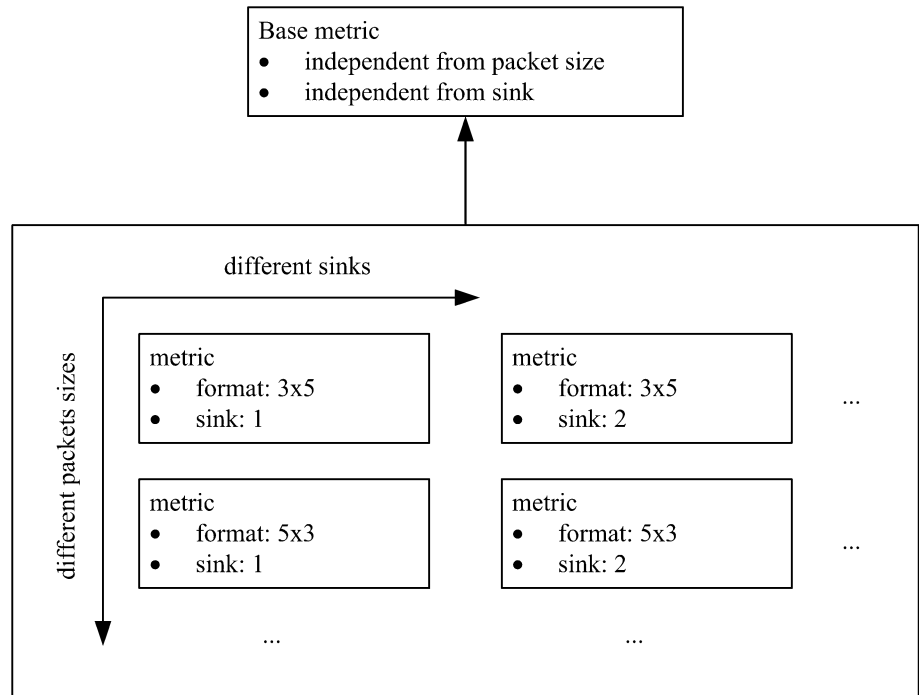 Base metric
• independent from packet size
• independent from sink
different sinks
different packets sizes
metric
• format: 3x5
• sink: 1
metric
• format: 3x5
• sink: 2
...
metric
• format: 5x3
• sink: 1
metric
• format: 5x3
• sink: 2
...
...
...